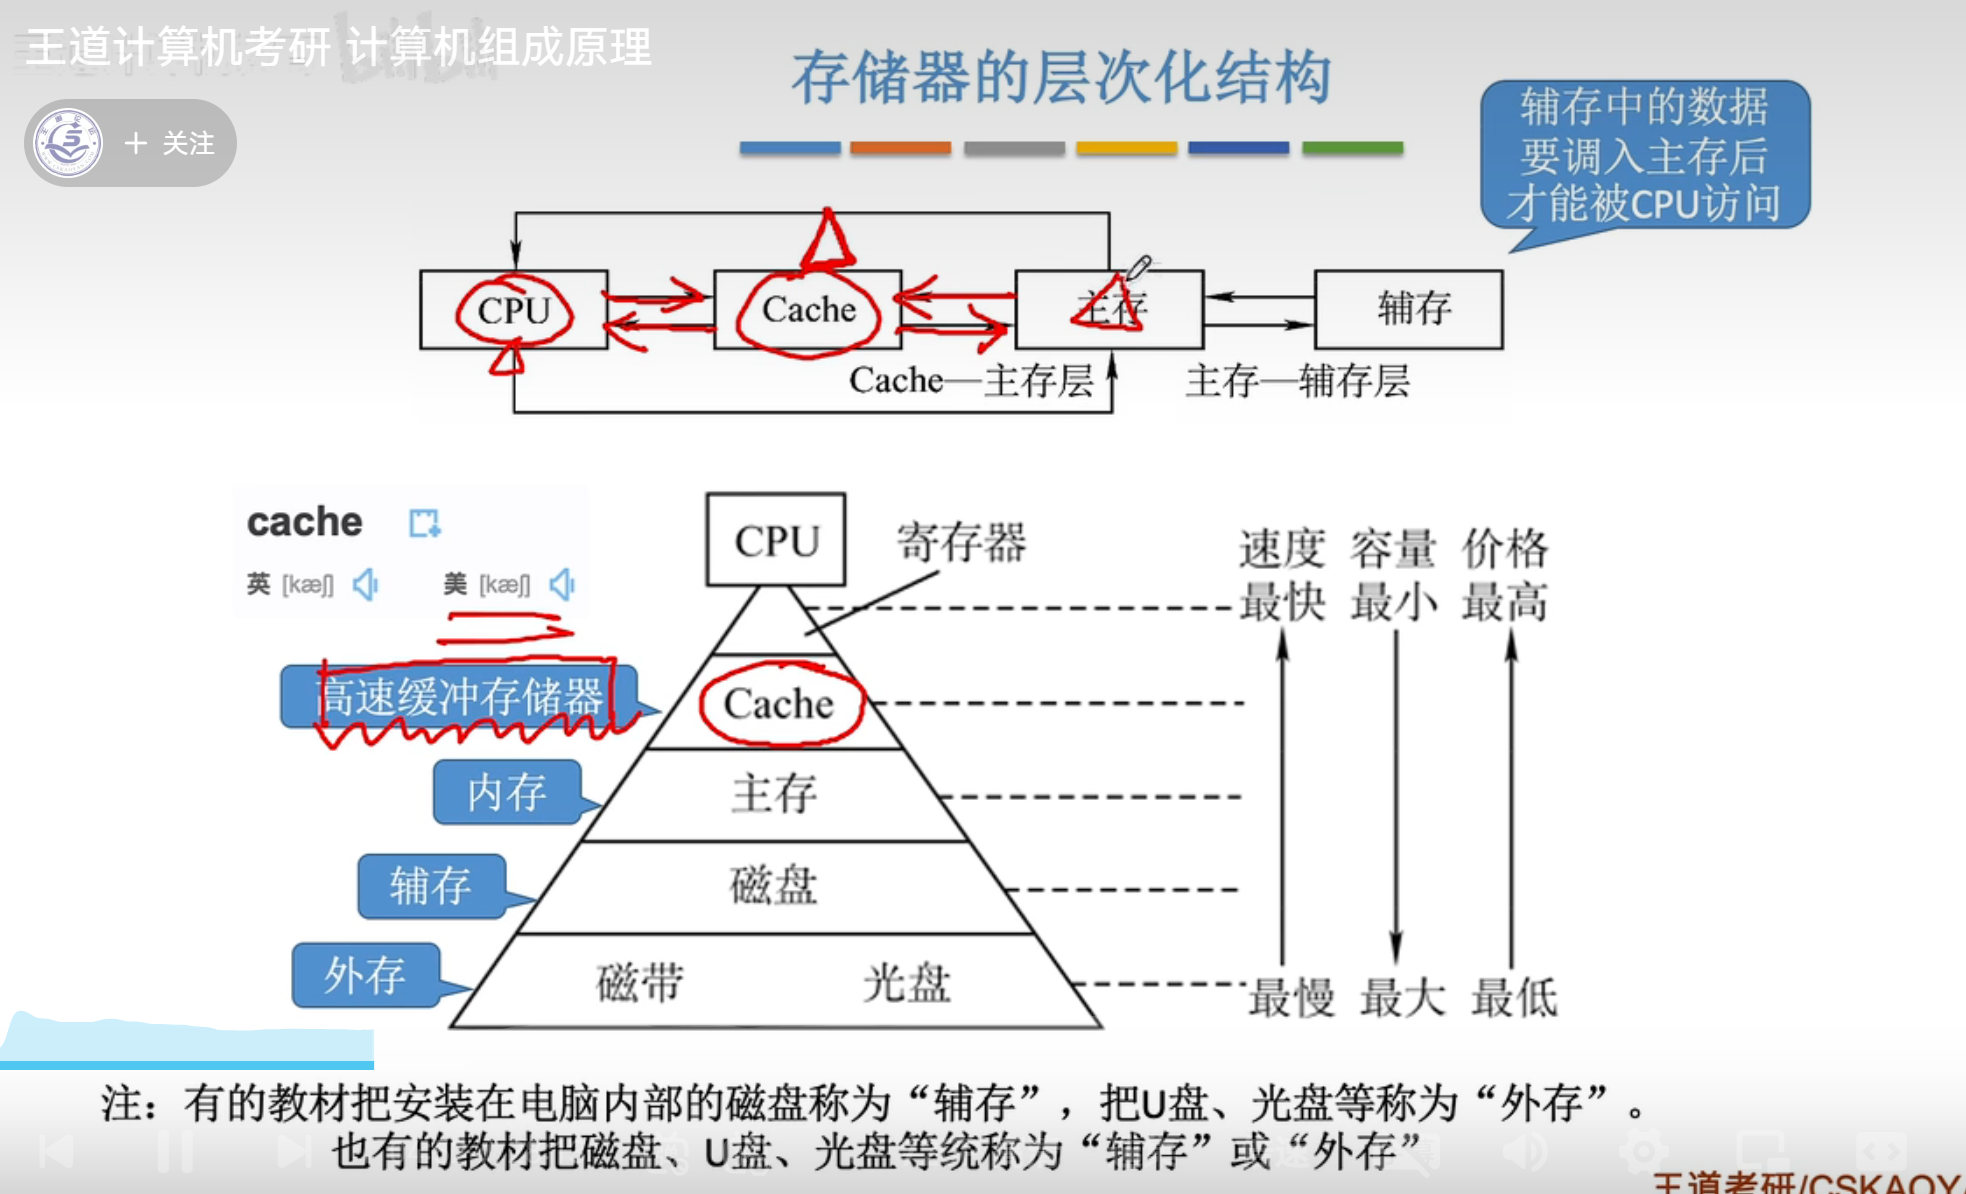 王道计算机考研 计算机组成原理
+ 关注
存储器的层次化结构
辅存中的数据
要调入主存后
才能被CPU访问
CPU
Cache
主存
辅存
Cache—主存层
主存—辅存层
cache
英 [kæʃ] 美 [kæʃ]
CPU
寄存器
速度 容量 价格
最快 最小 最高
高速缓冲存储器
Cache
内存
主存
辅存
磁盘
外存
磁带 光盘
最慢 最大 最低
注：有的教材把安装在电脑内部的磁盘称为“辅存”，把U盘、光盘等称为“外存”。
也有的教材把磁盘、U盘、光盘等统称为“辅存”或“外存”
王道考研/CSKAOY